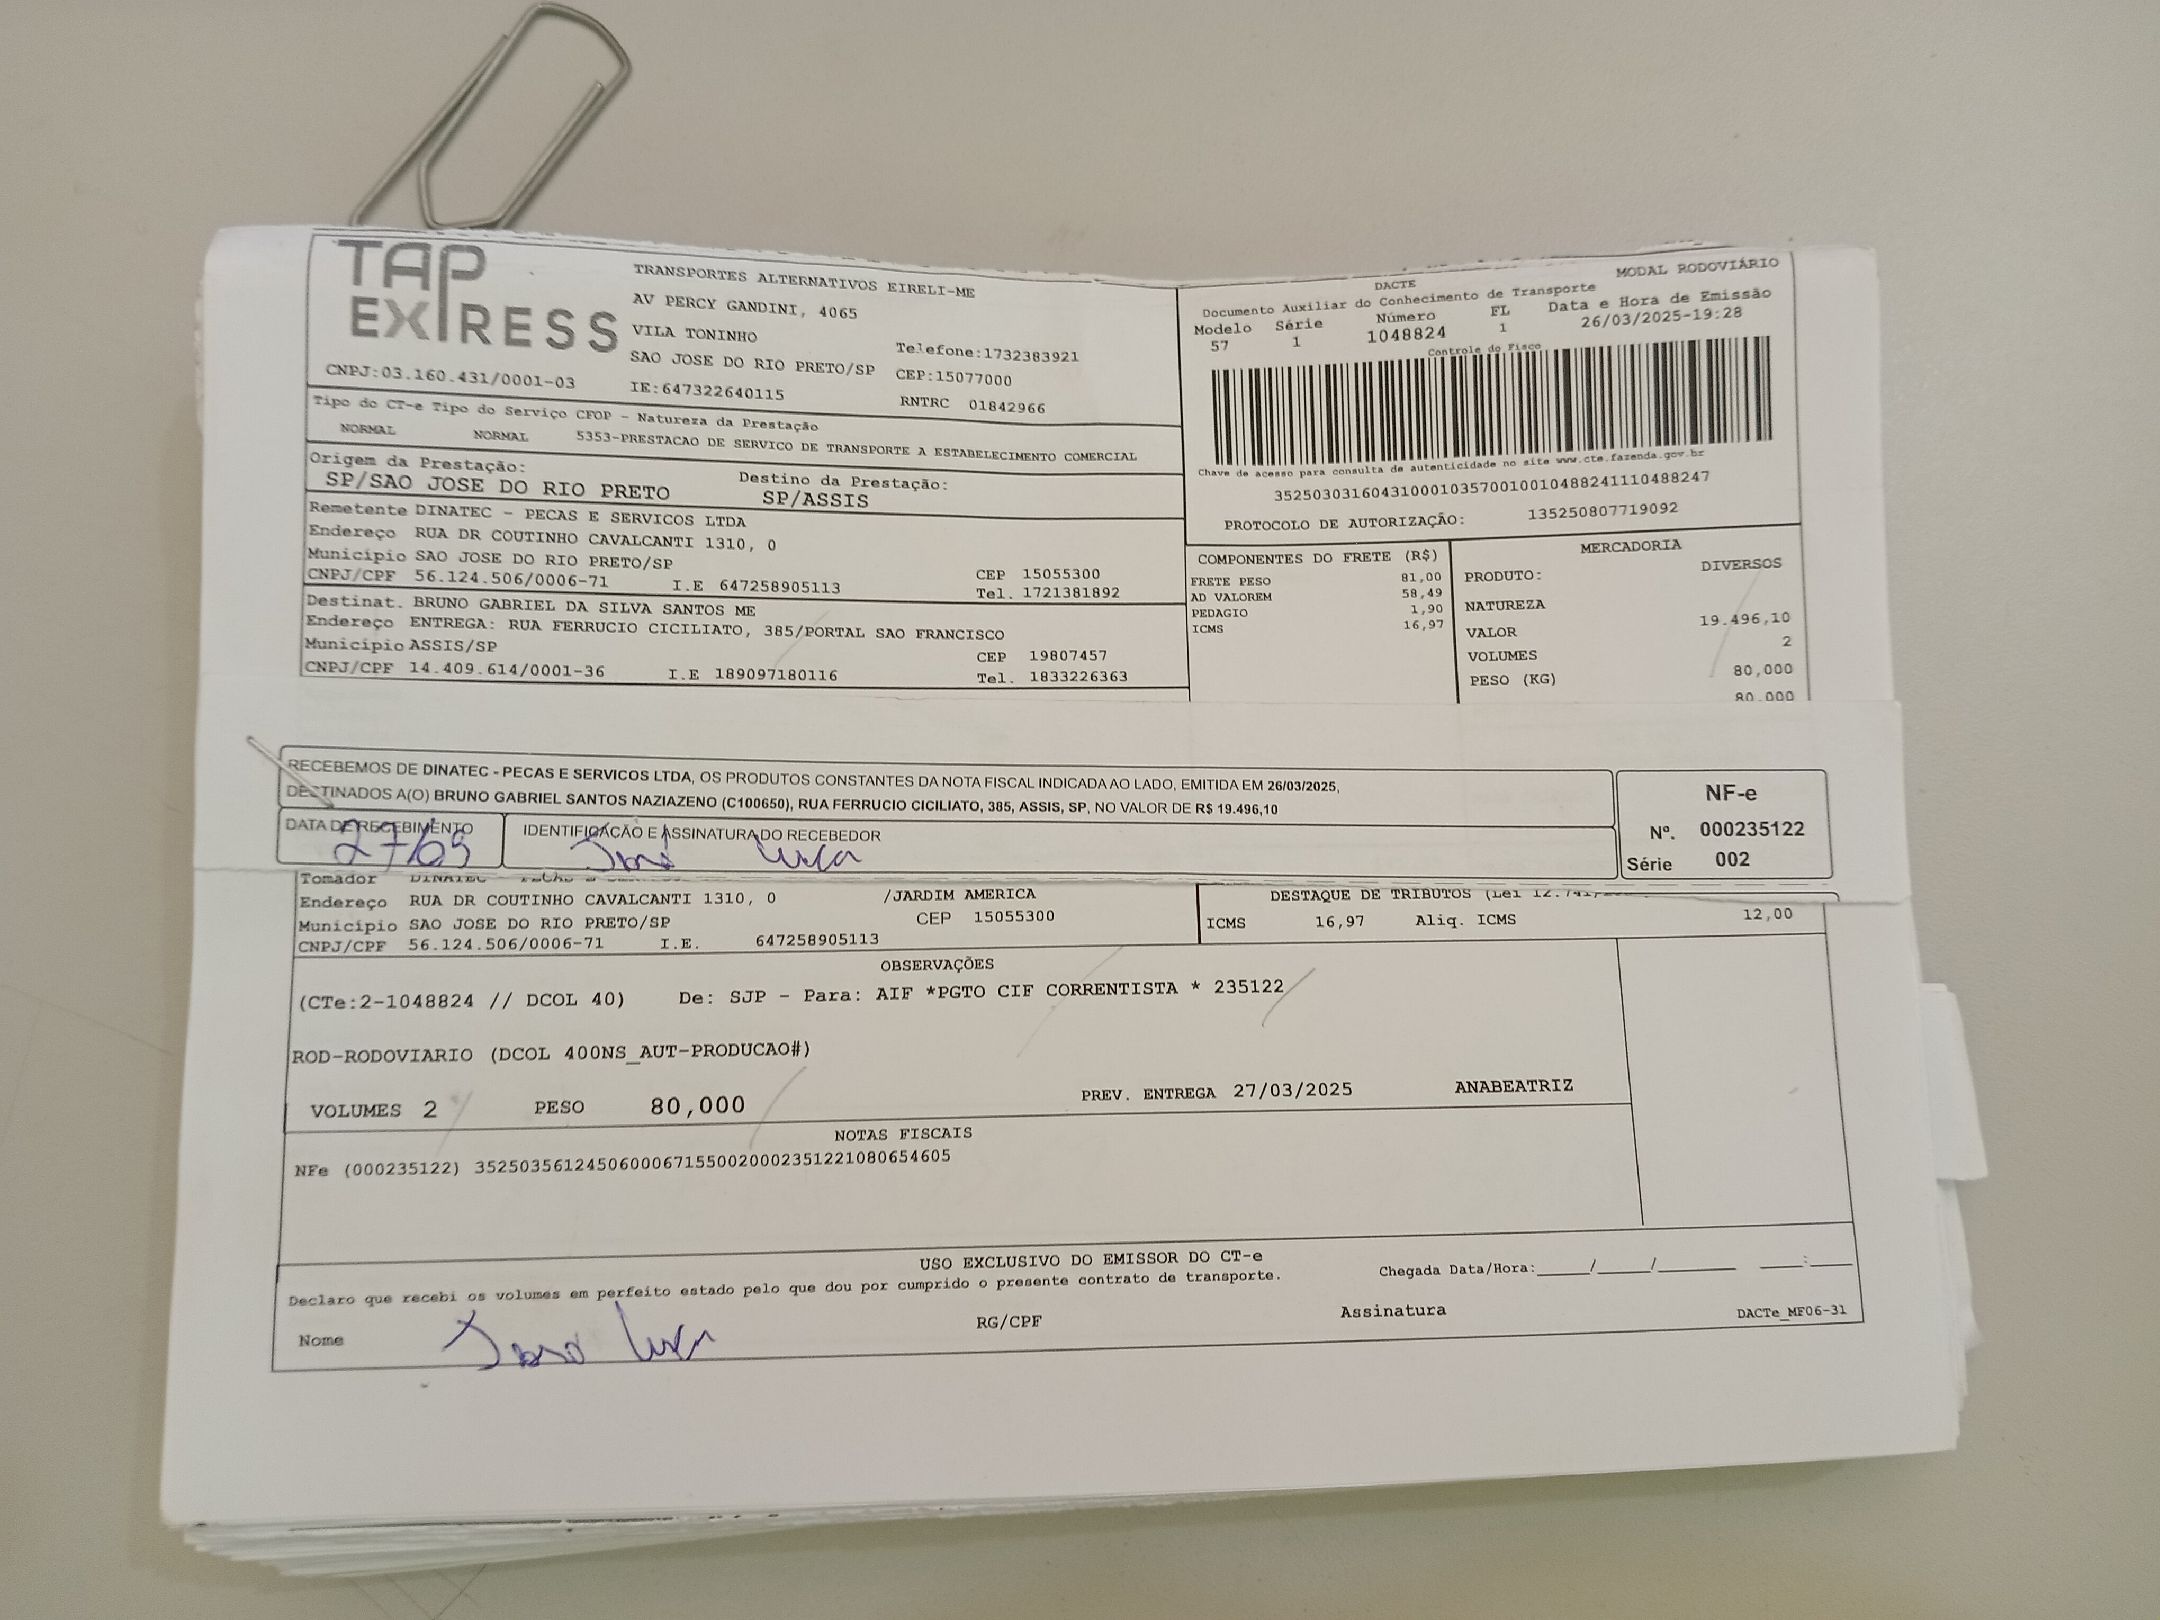 TAP EXPRESS
TRANSPORTES ALTERNATIVOS EIRELI-ME
AV PERCY GANDINI, 4065
VILA TONINHO
SAO JOSE DO RIO PRETO/SP
Telefone:1732383921
CEP:15077000
CNPJ:03.160.431/0001-03
IE:647322640115
RNTRC 01842966
MODAL RODOVIÁRIO
DACTE
Documento Auxiliar do Conhecimento de Transporte
Modelo Série Número FL Data e Hora de Emissão
57 1 1048824 1 26/03/2025-19:28
Controle do Fisco
Chave de acesso para consulta de autenticidade no site www.cte.fazenda.gov.br
35250303160431000103570010010488241110488247
PROTOCOLO DE AUTORIZAÇÃO: 135250807719092
Tipo do CT-e Tipo do Serviço CFOP - Natureza da Prestação
NORMAL NORMAL 5353-PRESTACAO DE SERVICO DE TRANSPORTE A ESTABELECIMENTO COMERCIAL
Origem da Prestação: Destino da Prestação:
SP/SAO JOSE DO RIO PRETO SP/ASSIS
Remetente DINATEC - PECAS E SERVICOS LTDA
Endereço RUA DR COUTINHO CAVALCANTI 1310, 0
Município SAO JOSE DO RIO PRETO/SP CEP 15055300
CNPJ/CPF 56.124.506/0006-71 I.E 647258905113 Tel. 1721381892
Destinat. BRUNO GABRIEL DA SILVA SANTOS ME
Endereço ENTREGA: RUA FERRUCIO CICILIATO, 385/PORTAL SAO FRANCISCO
Município ASSIS/SP CEP 19807457
CNPJ/CPF 14.409.614/0001-36 I.E 189097180116 Tel. 1833226363
COMPONENTES DO FRETE (R$)
FRETE PESO 81,00
AD VALOREM 58,49
PEDAGIO 1,90
ICMS 16,97
MERCADORIA
PRODUTO: DIVERSOS
NATUREZA
VALOR 19.496,10
VOLUMES 2
PESO (KG) 80,000
80,000
RECEBEMOS DE DINATEC - PECAS E SERVICOS LTDA, OS PRODUTOS CONSTANTES DA NOTA FISCAL INDICADA AO LADO, EMITIDA EM 26/03/2025,
DESTINADOS A(O) BRUNO GABRIEL SANTOS NAZIAZENO (C100650), RUA FERRUCIO CICILIATO, 385, ASSIS, SP, NO VALOR DE R$ 19.496,10
DATA DE RECEBIMENTO IDENTIFICAÇÃO E ASSINATURA DO RECEBEDOR
27/03
NF-e
Nº. 000235122
Série 002
Tomador DINATEC
Endereço RUA DR COUTINHO CAVALCANTI 1310, 0 /JARDIM AMERICA
Município SAO JOSE DO RIO PRETO/SP CEP 15055300
CNPJ/CPF 56.124.506/0006-71 I.E. 647258905113
DESTAQUE DE TRIBUTOS (Lei 12.741/
ICMS 16,97 Aliq. ICMS 12,00
OBSERVAÇÕES
(CTe:2-1048824 // DCOL 40) De: SJP - Para: AIF *PGTO CIF CORRENTISTA * 235122
ROD-RODOVIARIO (DCOL 400NS_AUT-PRODUCAO#)
VOLUMES 2 PESO 80,000 PREV. ENTREGA 27/03/2025 ANABEATRIZ
NOTAS FISCAIS
NFe (000235122) 35250356124506000671550020002351221080654605
USO EXCLUSIVO DO EMISSOR DO CT-e
Declaro que recebi os volumes em perfeito estado pelo que dou por cumprido o presente contrato de transporte.
Chegada Data/Hora:_____/_____/_______ ____:____
Nome RG/CPF Assinatura DACTe_MF06-31